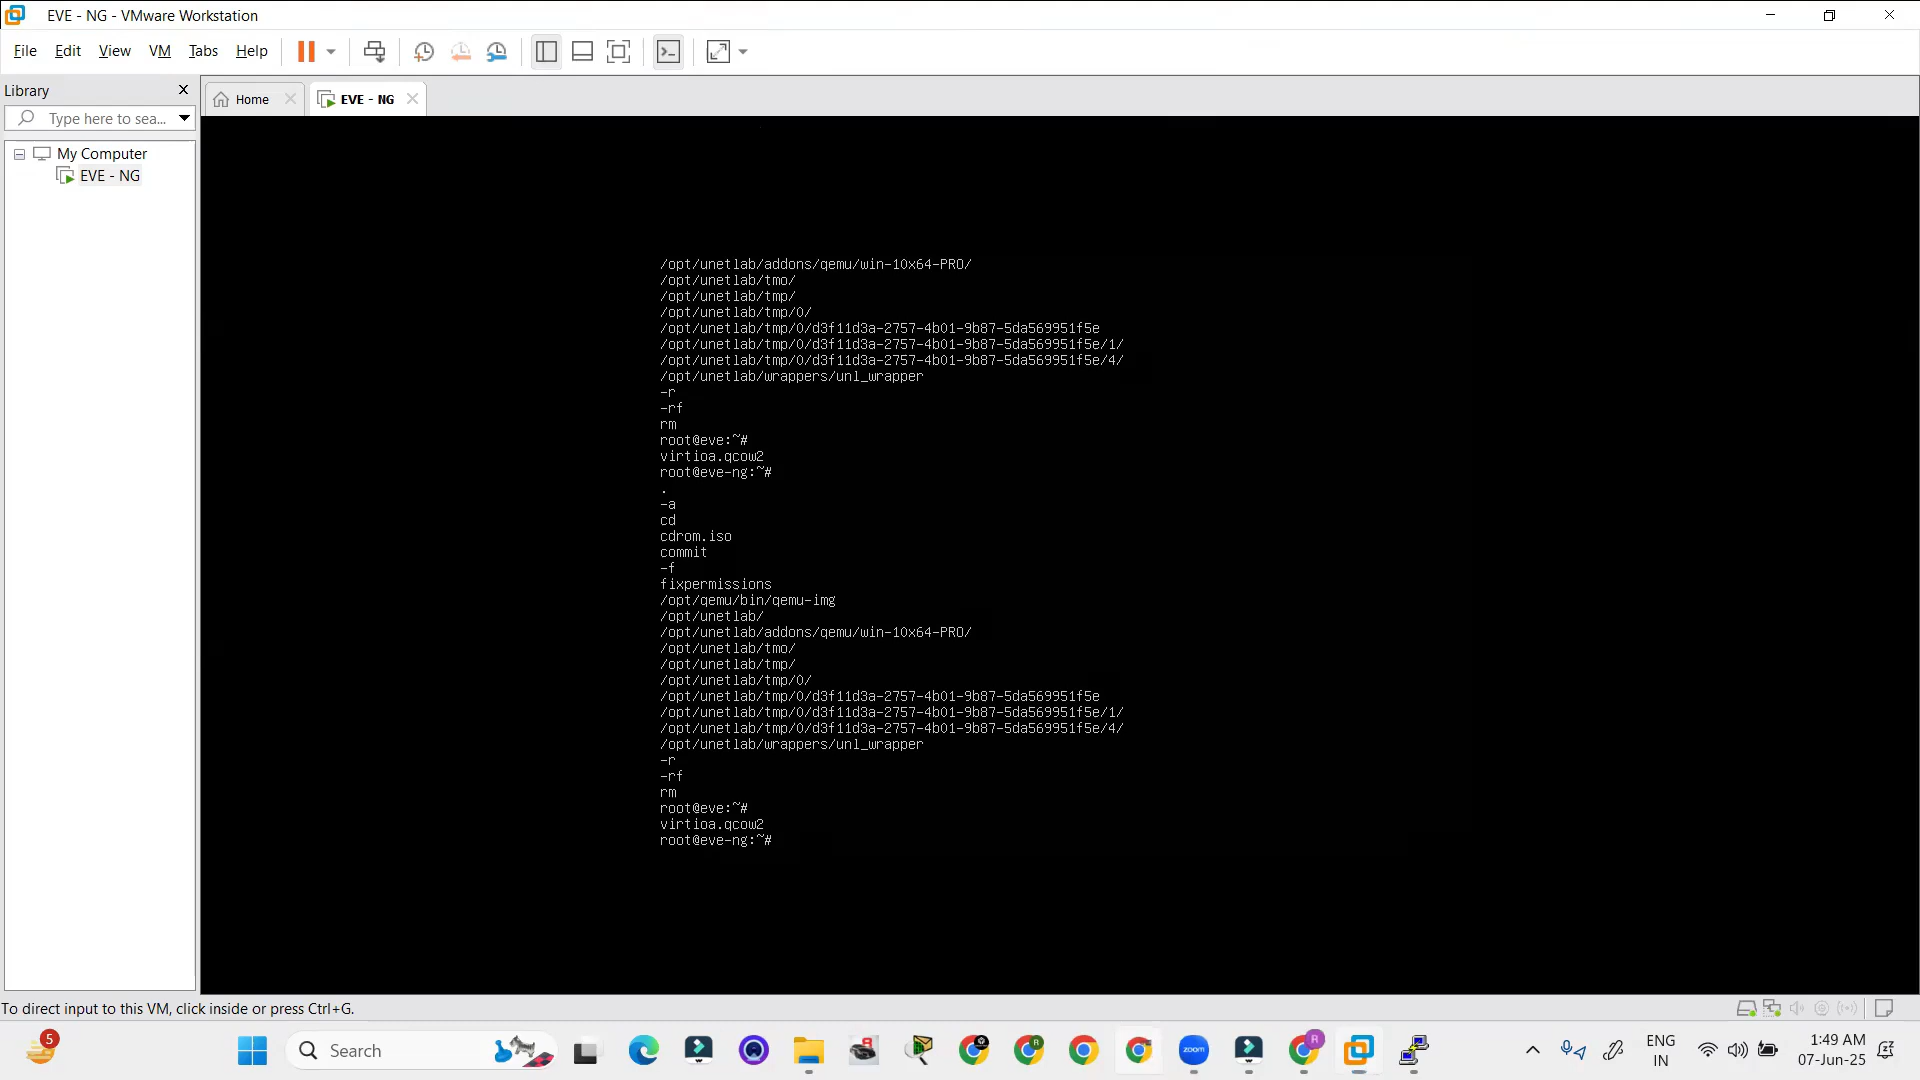 EVE - NG - VMware Workstation
File Edit View VM Tabs Help
Library
Type here to sea...
My Computer
EVE - NG
Home
EVE - NG
/opt/unetlab/addons/qemu/win-10x64-PRO/
/opt/unetlab/tmo/
/opt/unetlab/tmp/
/opt/unetlab/tmp/0/
/opt/unetlab/tmp/0/d3f11d3a-2757-4b01-9b87-5da569951f5e
/opt/unetlab/tmp/0/d3f11d3a-2757-4b01-9b87-5da569951f5e/1/
/opt/unetlab/tmp/0/d3f11d3a-2757-4b01-9b87-5da569951f5e/4/
/opt/unetlab/wrappers/unl_wrapper
-r
-rf
rm
root@eve:~#
virtioa.qcow2
root@eve-ng:~#
.
-a
cd
cdrom.iso
commit
-f
fixpermissions
/opt/qemu/bin/qemu-img
/opt/unetlab/
/opt/unetlab/addons/qemu/win-10x64-PRO/
/opt/unetlab/tmo/
/opt/unetlab/tmp/
/opt/unetlab/tmp/0/
/opt/unetlab/tmp/0/d3f11d3a-2757-4b01-9b87-5da569951f5e
/opt/unetlab/tmp/0/d3f11d3a-2757-4b01-9b87-5da569951f5e/1/
/opt/unetlab/tmp/0/d3f11d3a-2757-4b01-9b87-5da569951f5e/4/
/opt/unetlab/wrappers/unl_wrapper
-r
-rf
rm
root@eve:~#
virtioa.qcow2
root@eve-ng:~#
To direct input to this VM, click inside or press Ctrl+G.
5
Search
zoom
R
ENG
IN
1:49 AM
07-Jun-25